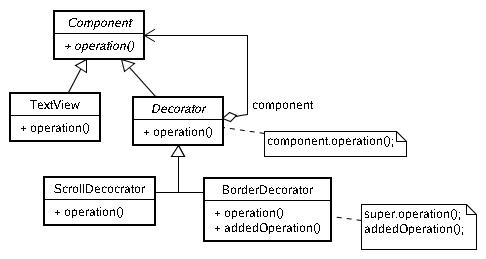 Component
+ operation()
TextView
+ operation()
Decorator
+ operation()
component
component.operation();
ScrollDecocrator
+ operation()
BorderDecorator
+ operation()
+ addedOperation()
super.operation();
addedOperation();